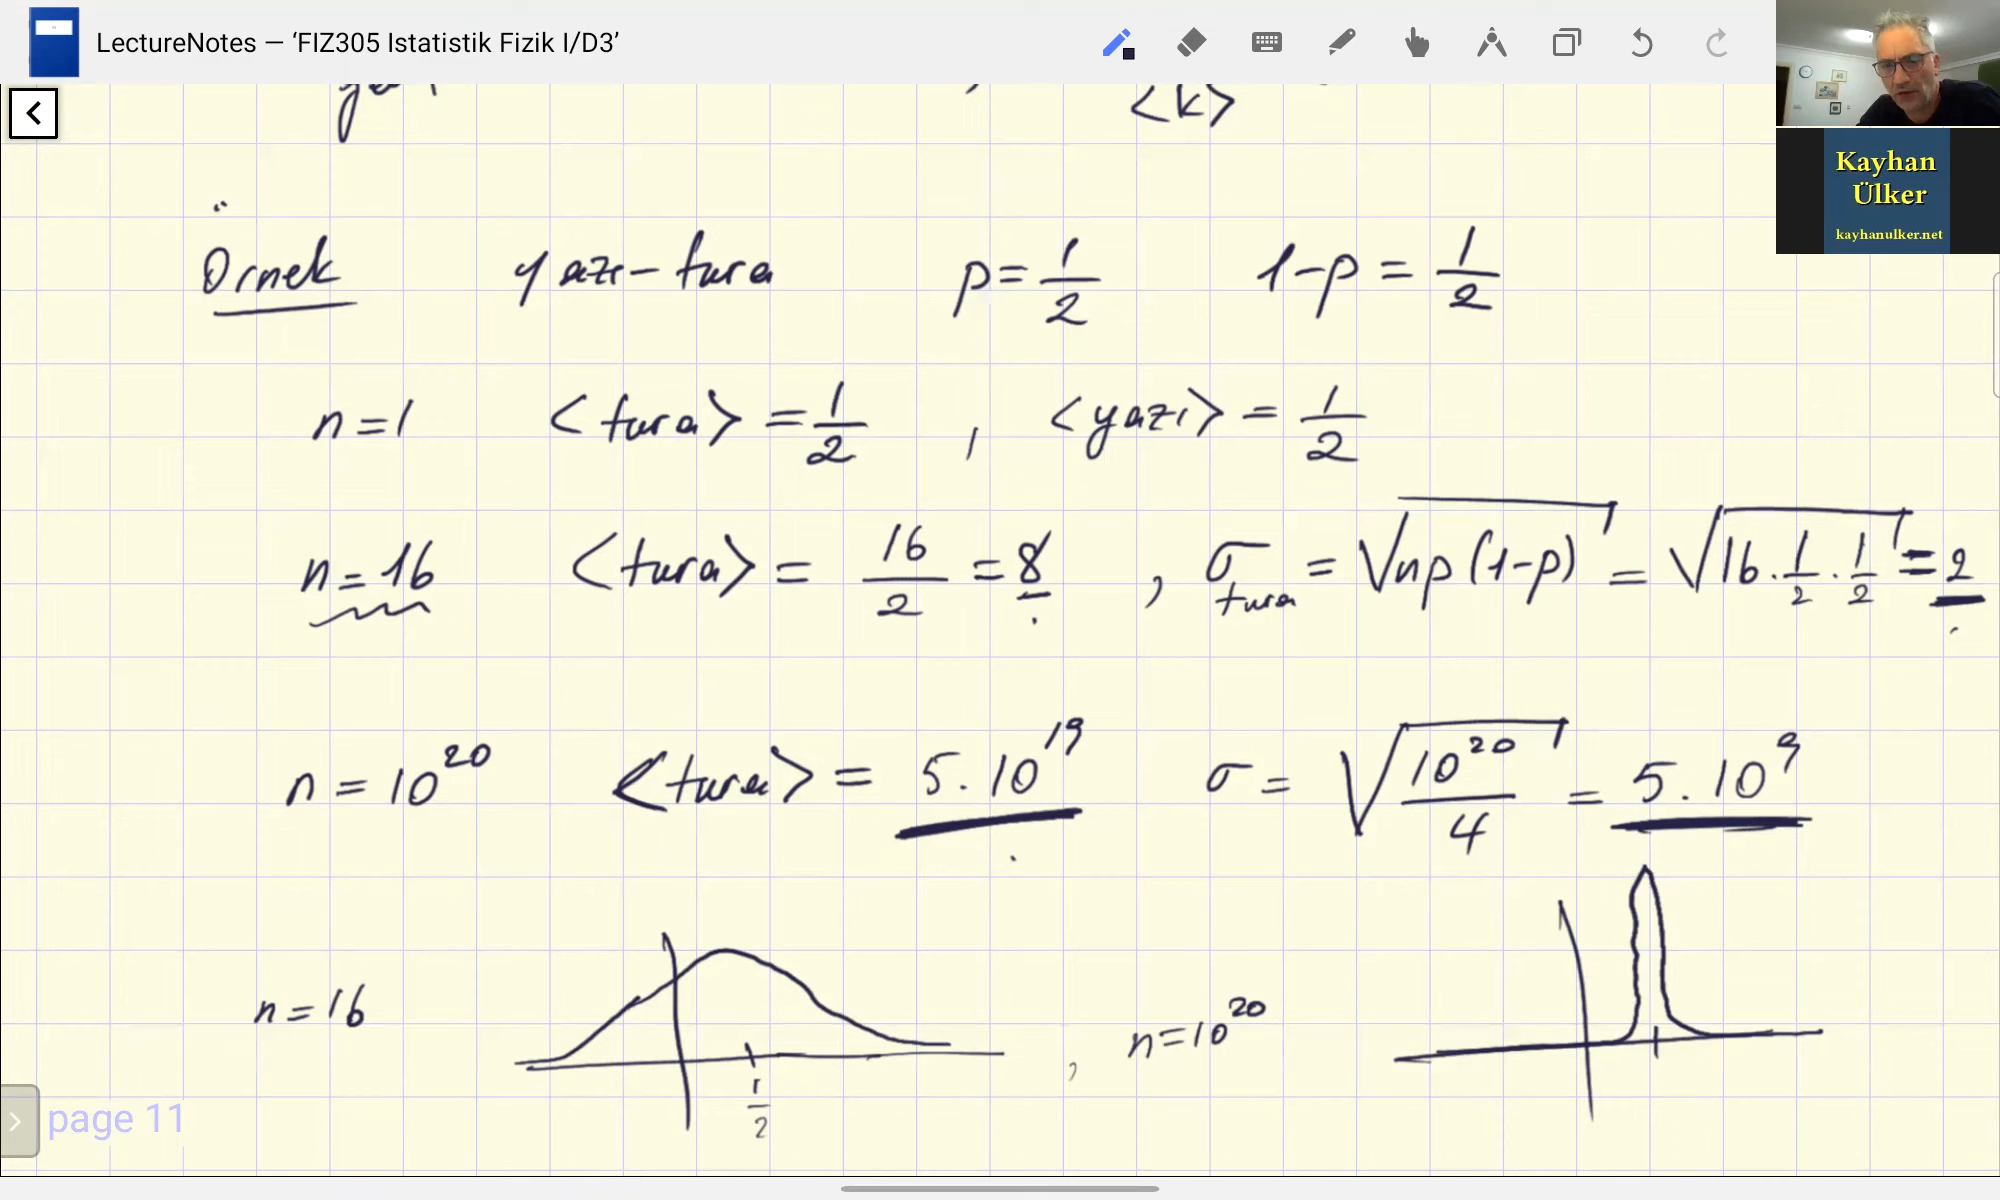 LectureNotes — ‘FIZ305 Istatistik Fizik I/D3’
Kayhan
Ülker
kayhanulker.net
<k>
Örnek yazı-tura p=1/2 1-p=1/2
n=1 <tura> = 1/2 , <yazı> = 1/2
n=16 <tura> = 16/2 = 8 , σ tura = √np(1-p) = √16.1/2.1/2 = 2
n=10^20 <tura> = 5.10^19 σ = √10^20/4 = 5.10^9
n=16 1/2 , n=10^20
page 11